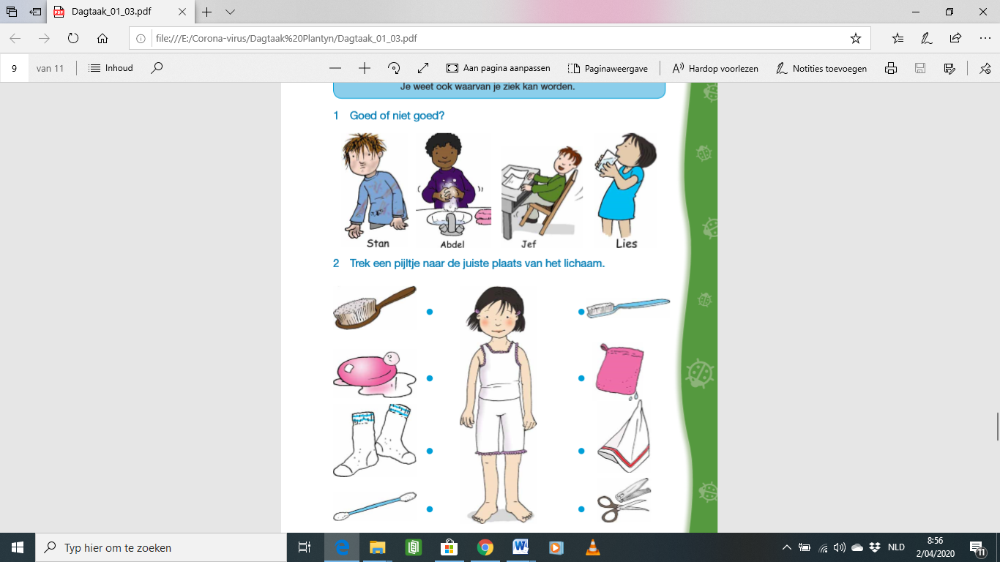 Dagtaak_01_03.pdf
file:///E:/Corona-virus/Dagtaak%20Plantyn/Dagtaak_01_03.pdf
9 van 11 Inhoud Aan pagina aanpassen Paginaweergave Hardop voorlezen Notities toevoegen
Je weet ook waarvan je ziek kan worden.
1 Goed of niet goed?
Stan Abdel Jef Lies
2 Trek een pijltje naar de juiste plaats van het lichaam.
Typ hier om te zoeken
NLD
8:56
2/04/2020
11